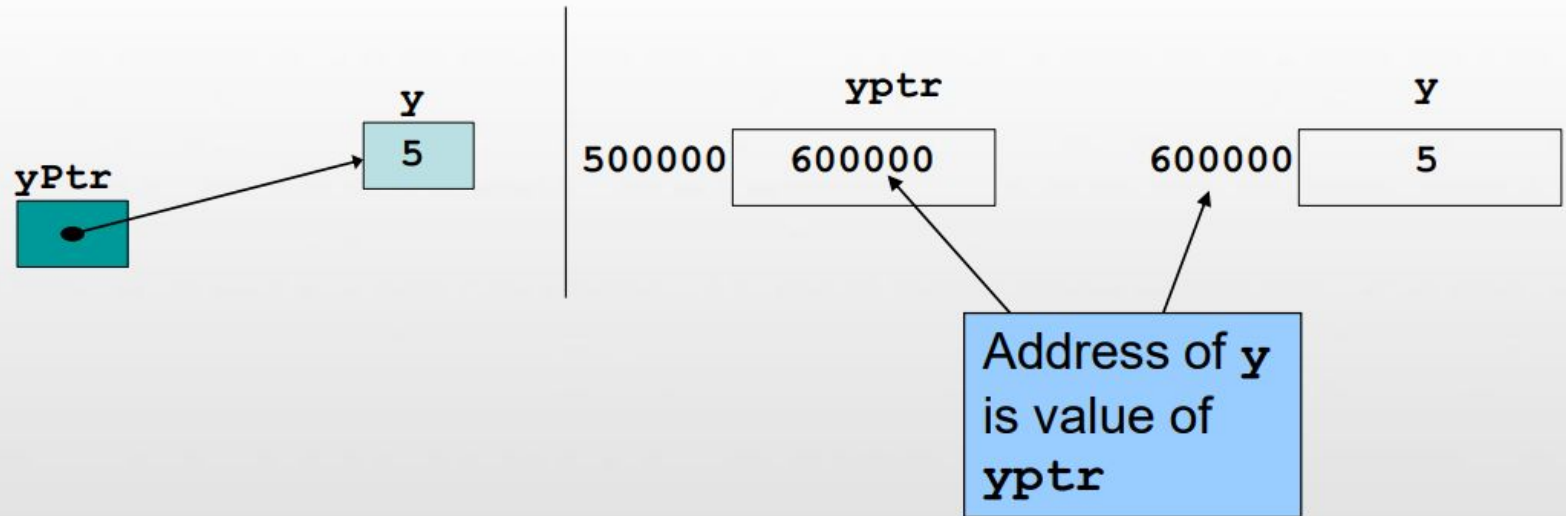 y
5
yPtr
yptr
y
500000 600000
600000 5
Address of y
is value of
yptr